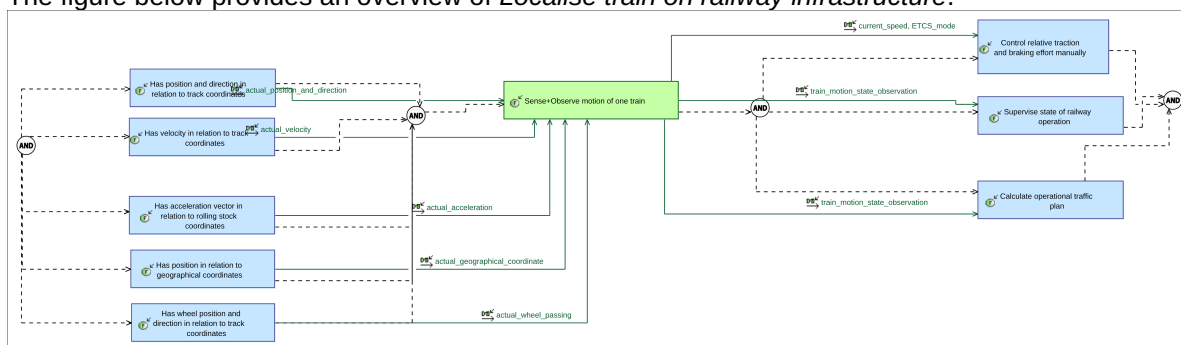 The figure below provides an overview of Localise train on railway infrastructure.
Has position and direction in
relation to track coordinates
actual_position_and_direction
AND
Has velocity in relation to track
coordinates
actual_velocity
AND
Has acceleration vector in
relation to rolling stock
coordinates
actual_acceleration
Has position in relation to
geographical coordinates
actual_geographical_coordinate
Has wheel position and
direction in relation to track
coordinates
actual_wheel_passing
Sense+Observe motion of one train
current_speed, ETCS_mode
Control relative traction
and braking effort manually
train_motion_state_observation
AND
Supervise state of railway
operation
AND
Calculate operational traffic
plan
train_motion_state_observation